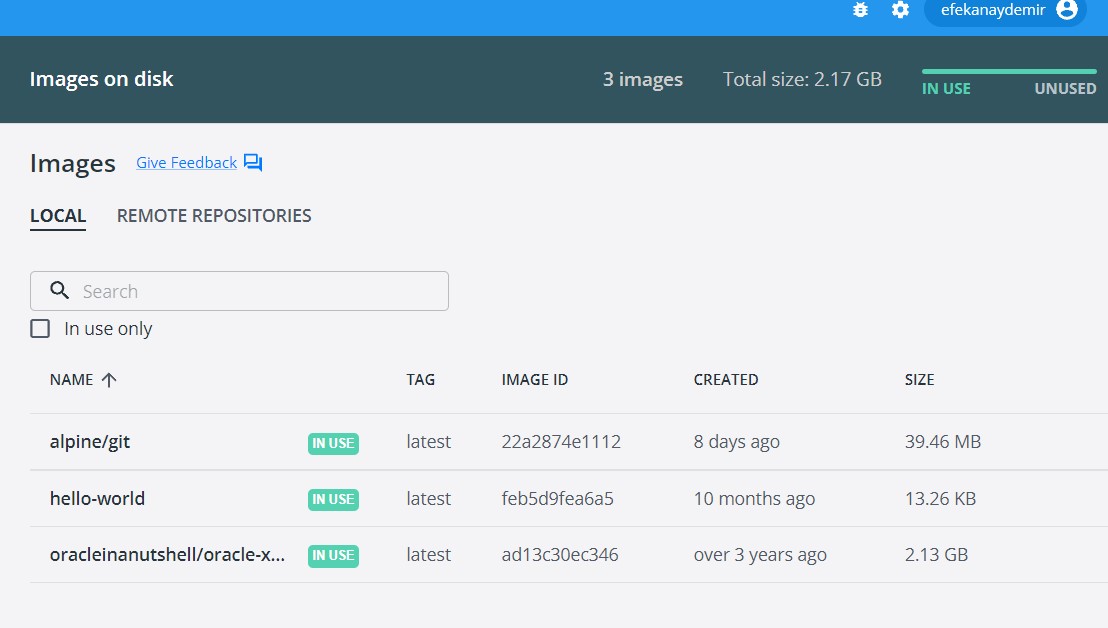 efekanaydemir
Images on disk 3 images Total size: 2.17 GB IN USE UNUSED
Images Give Feedback
LOCAL REMOTE REPOSITORIES
Search
In use only
NAME TAG IMAGE ID CREATED SIZE
alpine/git IN USE latest 22a2874e1112 8 days ago 39.46 MB
hello-world IN USE latest feb5d9fea6a5 10 months ago 13.26 KB
oracleinanutshell/oracle-x... IN USE latest ad13c30ec346 over 3 years ago 2.13 GB